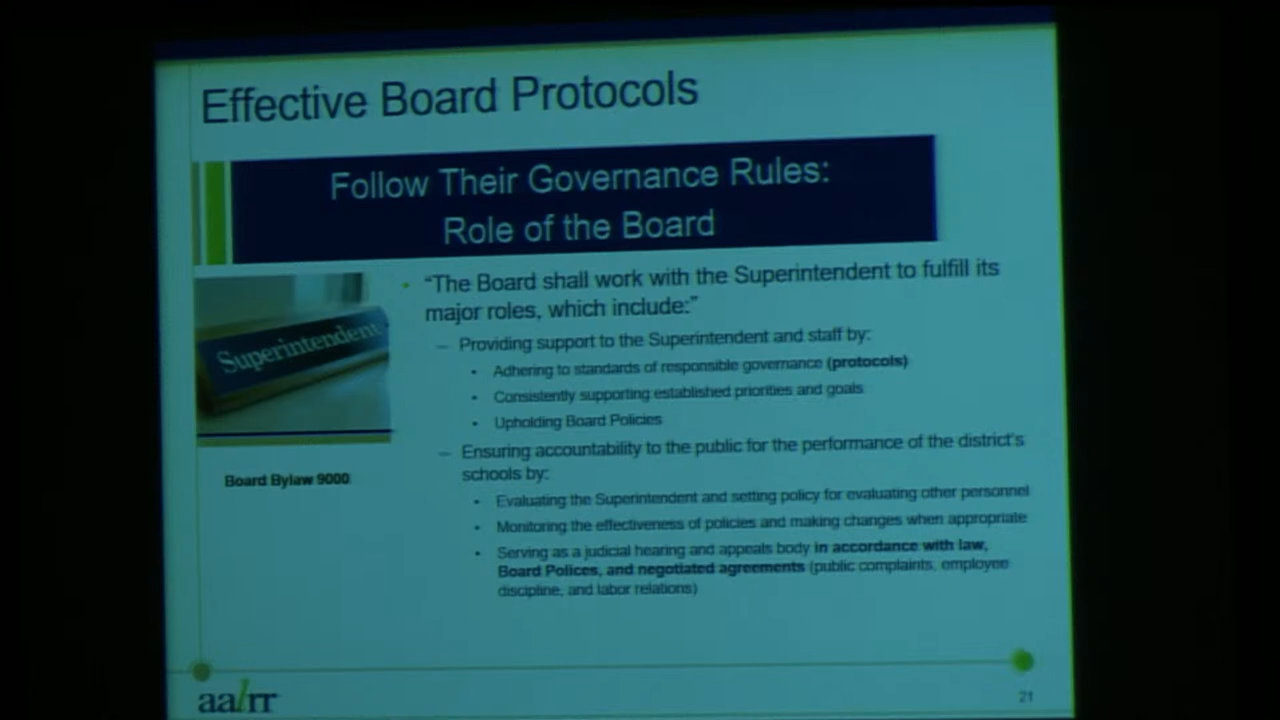 Effective Board Protocols
Follow Their Governance Rules:
Role of the Board
Superintendent
Board Bylaw 9000
• “The Board shall work with the Superintendent to fulfill its
major roles, which include:”
– Providing support to the Superintendent and staff by:
• Adhering to standards of responsible governance (protocols)
• Consistently supporting established priorities and goals
• Upholding Board Policies
– Ensuring accountability to the public for the performance of the district's
schools by:
• Evaluating the Superintendent and setting policy for evaluating other personnel
• Monitoring the effectiveness of policies and making changes when appropriate
• Serving as a judicial hearing and appeals body in accordance with law,
Board Polices, and negotiated agreements (public complaints, employee
discipline, and labor relations)
aalrr
21